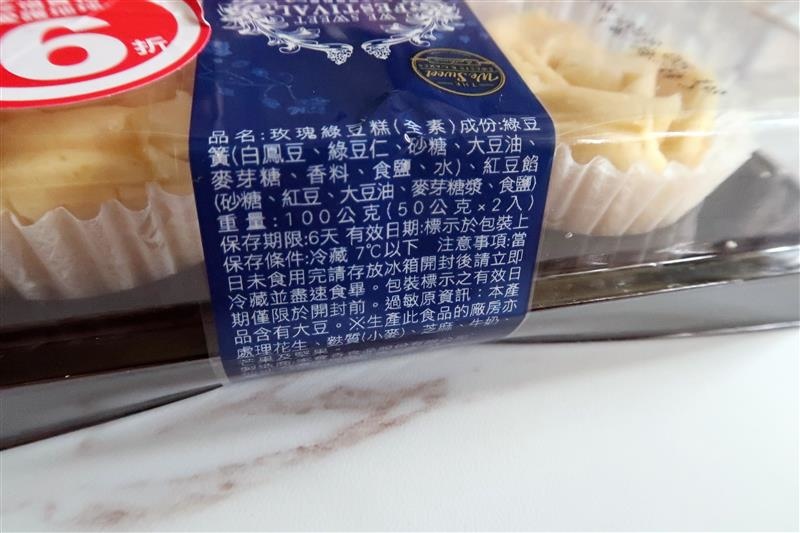 6折
WE SWEET
FESTIVAL
THE
We Sweet
品名:玫瑰綠豆糕(全素)成份:綠豆
簧(白鳳豆、綠豆仁、砂糖、大豆油、
麥芽糖、香料、食鹽、水)、紅豆餡
(砂糖、紅豆、大豆油、麥芽糖漿、食鹽)
重量:100公克(50公克×2入)
保存期限:6天 有效日期:標示於包裝上
保存條件:冷藏 7℃以下 注意事項:當
日未食用完請存放冰箱開封後請立即
冷藏並盡速食畢。包裝標示之有效日
期僅限於開封前。過敏原資訊：本產
品含有大豆。※生產此食品的廠房亦
處理花生、麩質(小麥)、芝麻、牛奶、